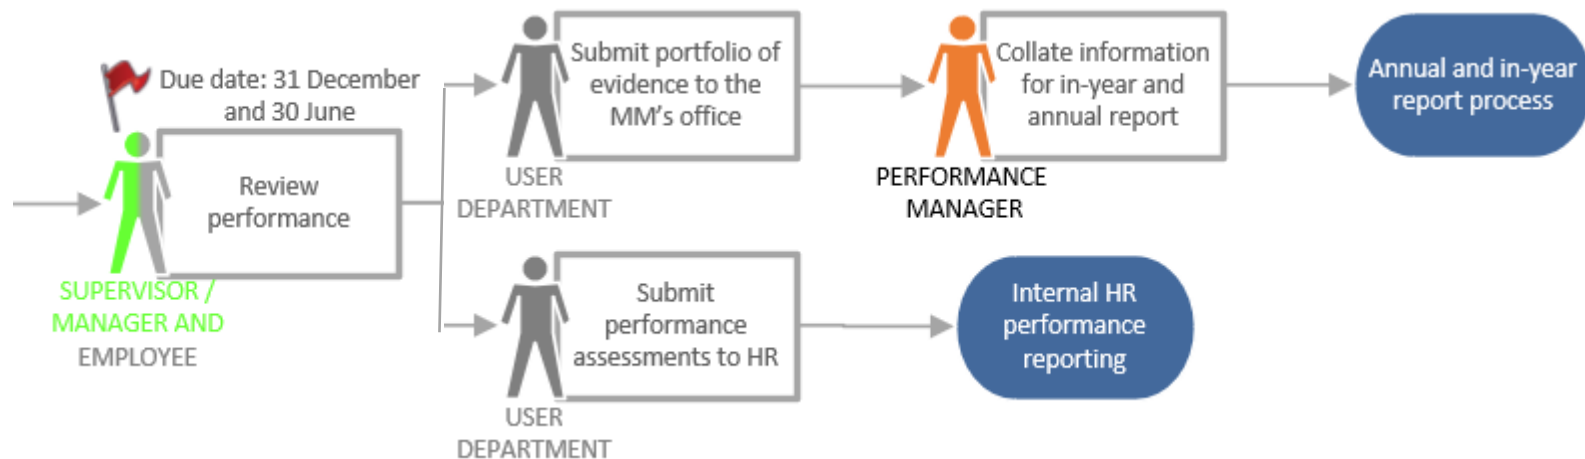 Due date: 31 December
and 30 June
Review
performance
SUPERVISOR /
MANAGER AND
EMPLOYEE
Submit portfolio of
evidence to the
MM's office
USER
DEPARTMENT
Collate information
for in-year and
annual report
PERFORMANCE
MANAGER
Annual and in-year
report process
Submit
performance
assessments to HR
USER
DEPARTMENT
Internal HR
performance
reporting